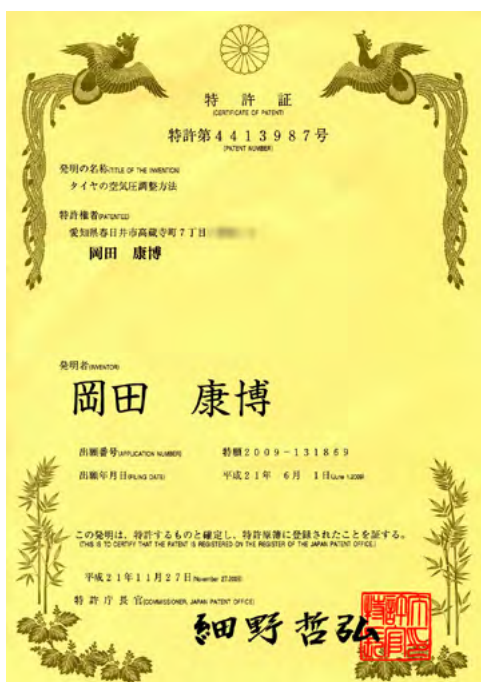 特許証
(CERTIFICATE OF PATENT)
特許第4413987号
(PATENT NUMBER)
発明の名称(TITLE OF THE INVENTION)
タイヤの空気圧調整方法
特許権者(PATENTEE)
愛知県春日井市高蔵寺町7丁目
岡田 康博
発明者(INVENTOR)
岡田 康博
出願番号(APPLICATION NUMBER) 特願2009-131869
出願年月日(FILING DATE) 平成21年 6月 1日(June 1,2009)
この発明は、特許するものと確定し、特許原簿に登録されたことを証する。
(THIS IS TO CERTIFY THAT THE PATENT IS REGISTERED ON THE REGISTER OF THE JAPAN PATENT OFFICE.)
平成21年11月27日(November 27,2009)
特許庁長官(COMMISSIONER, JAPAN PATENT OFFICE)
細野哲弘